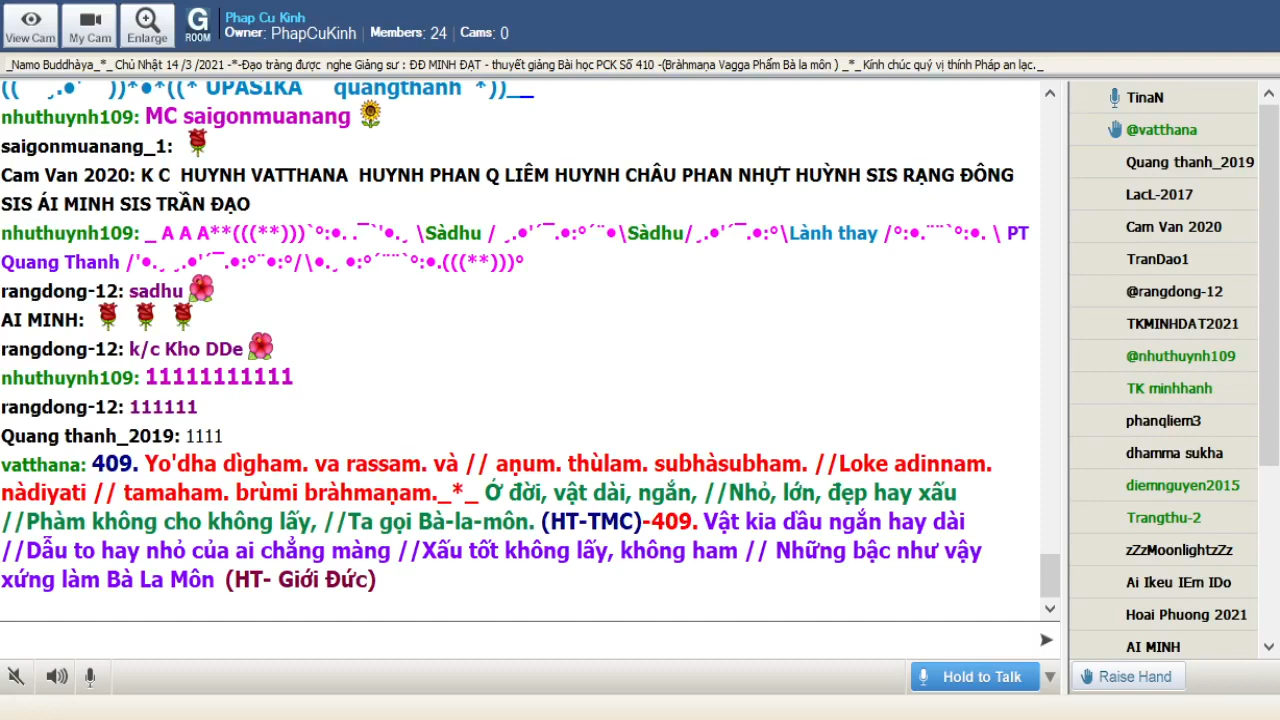 View Cam
My Cam
Enlarge
G
ROOM
Phap Cu Kinh
Owner: PhapCuKinh | Members: 24 | Cams: 0
_Namo Buddhàya_*_ Chủ Nhật 14 /3 /2021 -*-Đạo tràng được nghe Giảng sư : ĐĐ MINH ĐẠT - thuyết giảng Bài học PCK Số 410 -(Bràhmaṇa Vagga Phẩm Bà la môn ) _*_ Kính chúc quý vị thính Pháp an lạc._
UPASIKA quangthanh *))__
nhuthuynh109: MC saigonmuanang
saigonmuanang_1:
Cam Van 2020: K C HUYNH VATTHANA HUYNH PHAN Q LIÊM HUYNH CHÂU PHAN NHỰT HUỲNH SIS RẠNG ĐÔNG
SIS ÁI MINH SIS TRẦN ĐẠO
nhuthuynh109: _ A A A**(((**)))`°:●. .¯`'●.¸ \Sàdhu / ¸.●'´¯.●:°´¨●\Sàdhu/¸.●'´¯.●:°\Lành thay /°:●.¨¨`°:●. \ PT
Quang Thanh /'●.¸ ¸.●'´¯.●:°¨●:°/\●.¸ ●:°´¨¨`°:●.(((**)))°
rangdong-12: sadhu
AI MINH:
rangdong-12: k/c Kho DDe
nhuthuynh109: 11111111111
rangdong-12: 111111
Quang thanh_2019: 1111
vatthana: 409. Yo'dha dìgham. va rassam. và // aṇum. thùlam. subhàsubham. //Loke adinnam.
nàdiyati // tamaham. brùmi bràhmaṇam._*_ Ở đời, vật dài, ngắn, //Nhỏ, lớn, đẹp hay xấu
//Phàm không cho không lấy, //Ta gọi Bà-la-môn. (HT-TMC)-409. Vật kia dầu ngắn hay dài
//Dẫu to hay nhỏ của ai chẳng màng //Xấu tốt không lấy, không ham // Những bậc như vậy
xứng làm Bà La Môn (HT- Giới Đức)
Hold to Talk
TinaN
@vatthana
Quang thanh_2019
LacL-2017
Cam Van 2020
TranDao1
@rangdong-12
TKMINHDAT2021
@nhuthuynh109
TK minhhanh
phanqliem3
dhamma sukha
diemnguyen2015
Trangthu-2
zZzMoonlightzZz
Ai Ikeu IErn IDo
Hoai Phuong 2021
AI MINH
Raise Hand